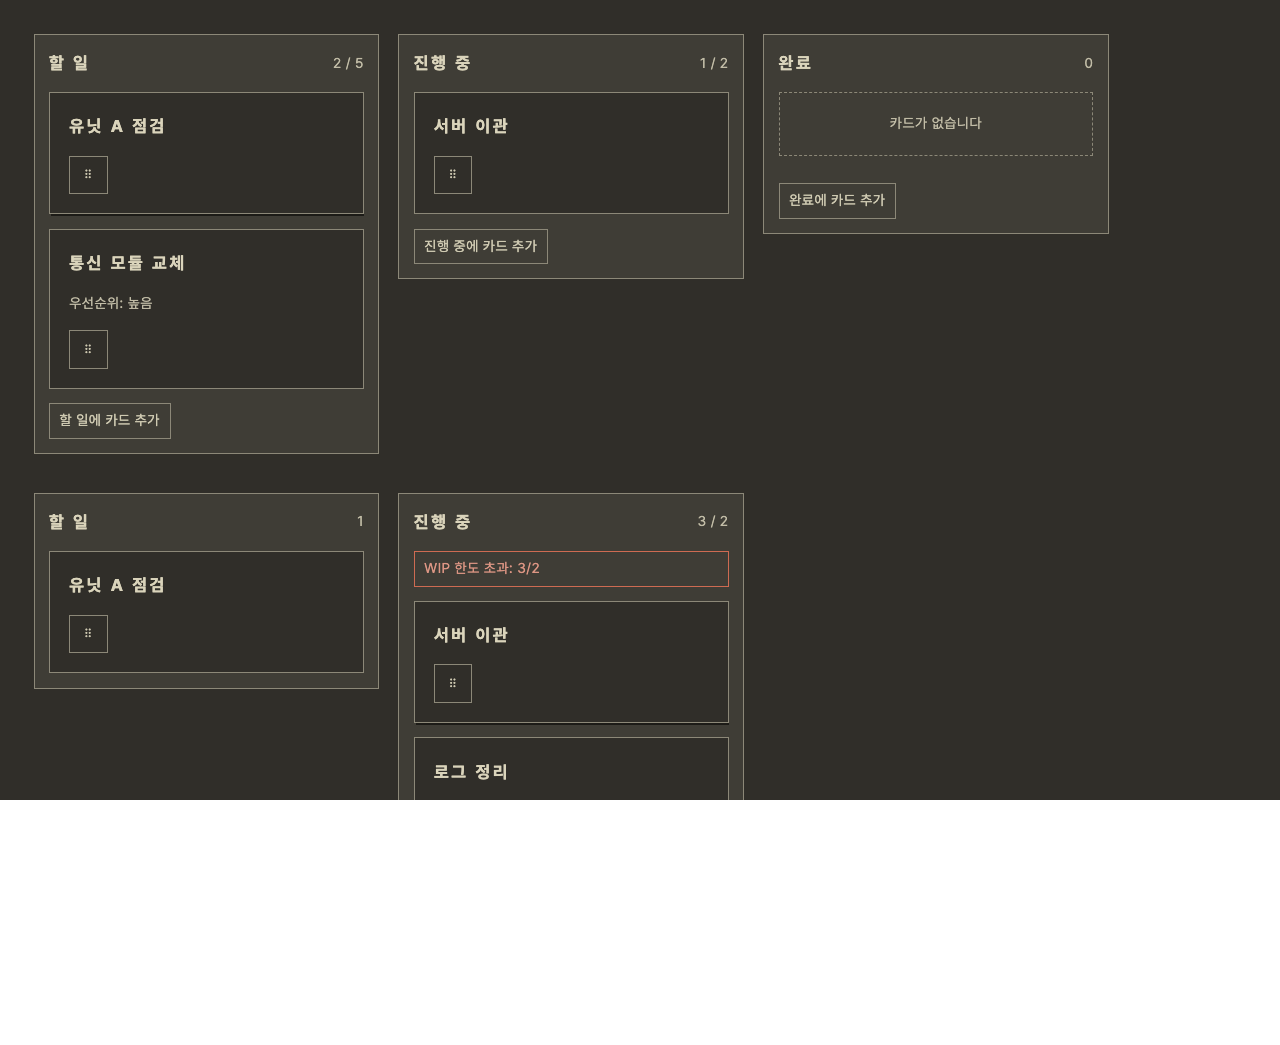 할 일
2 / 5
유닛 A 점검
통신 모듈 교체
우선순위: 높음
할 일에 카드 추가
진행 중
1 / 2
서버 이관
진행 중에 카드 추가
완료
0
카드가 없습니다
완료에 카드 추가
할 일
1
유닛 A 점검
진행 중
3 / 2
WIP 한도 초과: 3/2
서버 이관
로그 정리